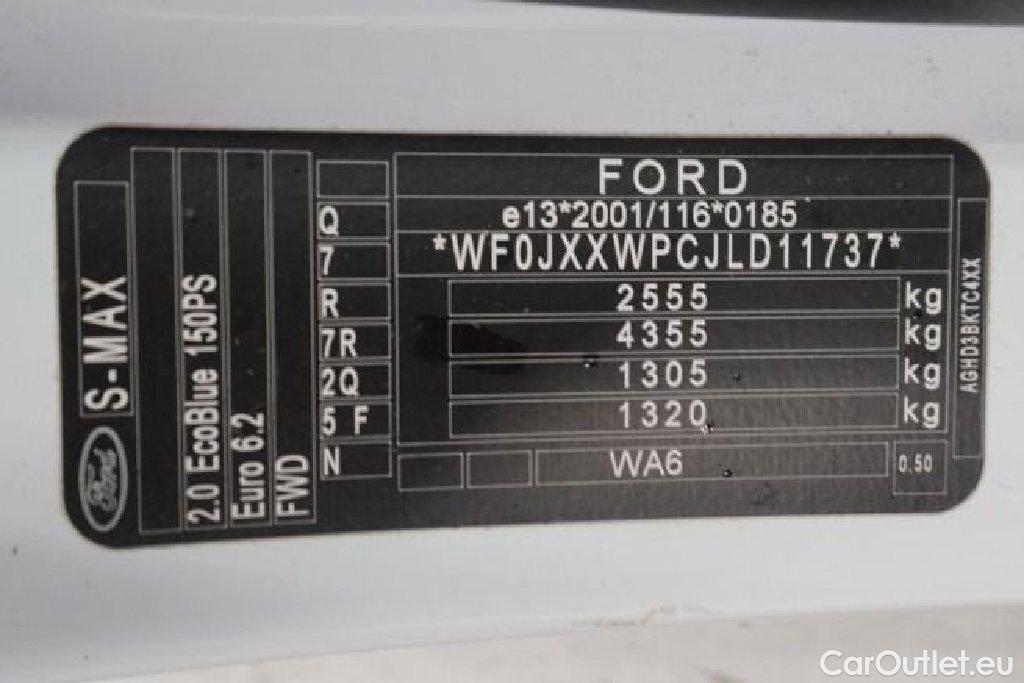 FORD
e13*2001/116*0185
*WF0JXXWPCJLD11737*
2555 kg
4355 kg
1305 kg
1320 kg
WA6
0,50
Q
7
R
7R
2Q
5 F
N
S-MAX
2.0 EcoBlue 150PS
Euro 6.2
FWD
Ford
AGHD3BKTC4XX
CarOutlet.eu